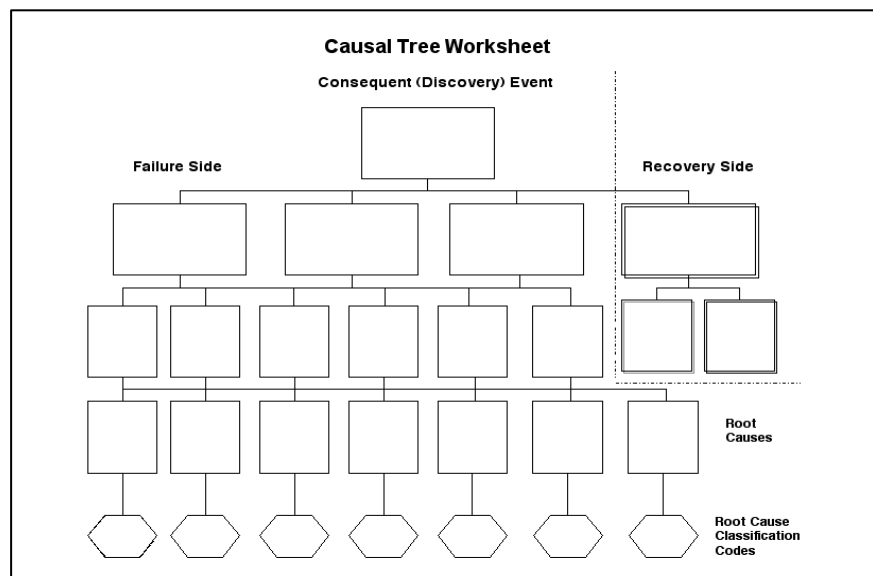 Causal Tree Worksheet
Consequent (Discovery) Event
Failure Side
Recovery Side
Root
Causes
Root Cause
Classification
Codes